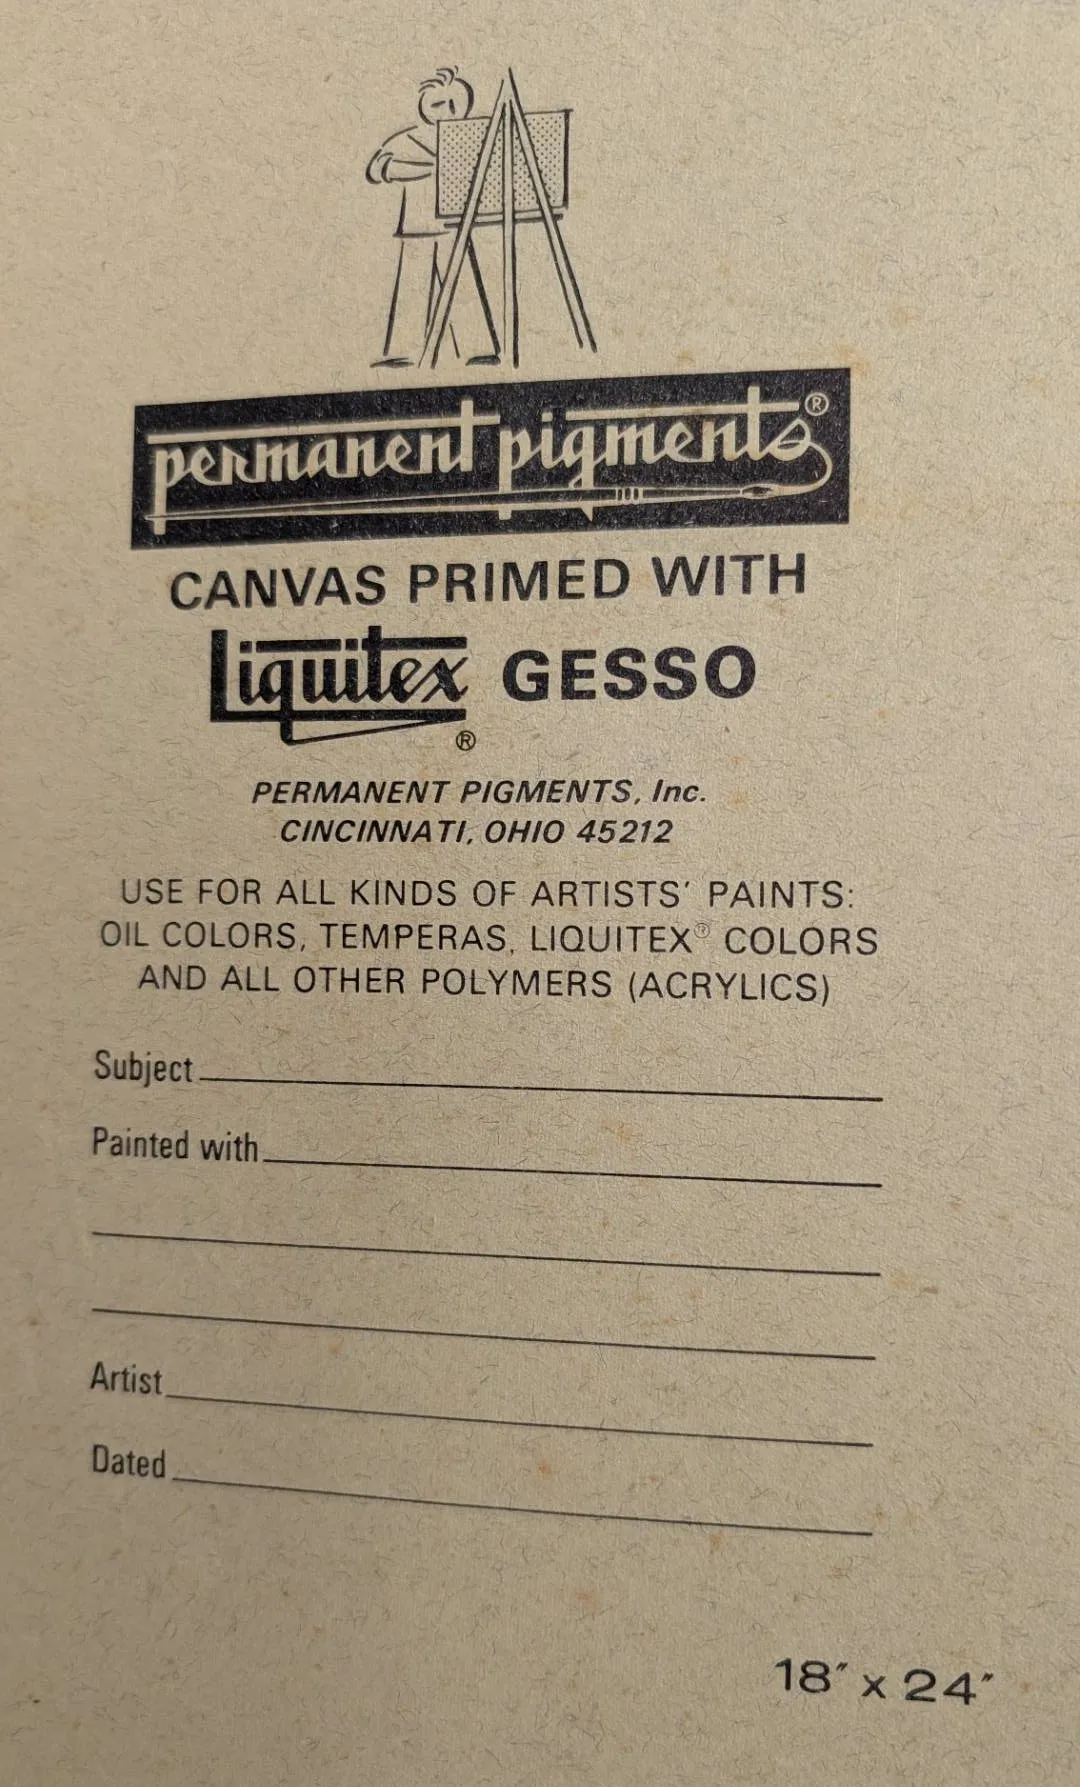 permanent pigments®
CANVAS PRIMED WITH
Liquitex® GESSO
PERMANENT PIGMENTS, Inc.
CINCINNATI, OHIO 45212
USE FOR ALL KINDS OF ARTISTS' PAINTS:
OIL COLORS, TEMPERAS, LIQUITEX® COLORS
AND ALL OTHER POLYMERS (ACRYLICS)
Subject
Painted with
Artist
Dated
18″ x 24″